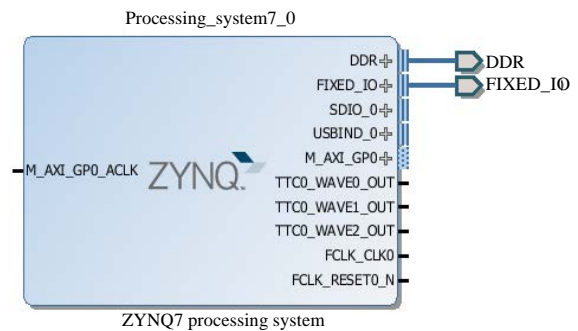 Processing_system7_0
DDR
DDR
FIXED_IO
FIXED_IO
SDIO_0
USBIND_0
M_AXI_GP0
M_AXI_GP0_ACLK
ZYNQ
TTC0_WAVE0_OUT
TTC0_WAVE1_OUT
TTC0_WAVE2_OUT
FCLK_CLK0
FCLK_RESET0_N
ZYNQ7 processing system